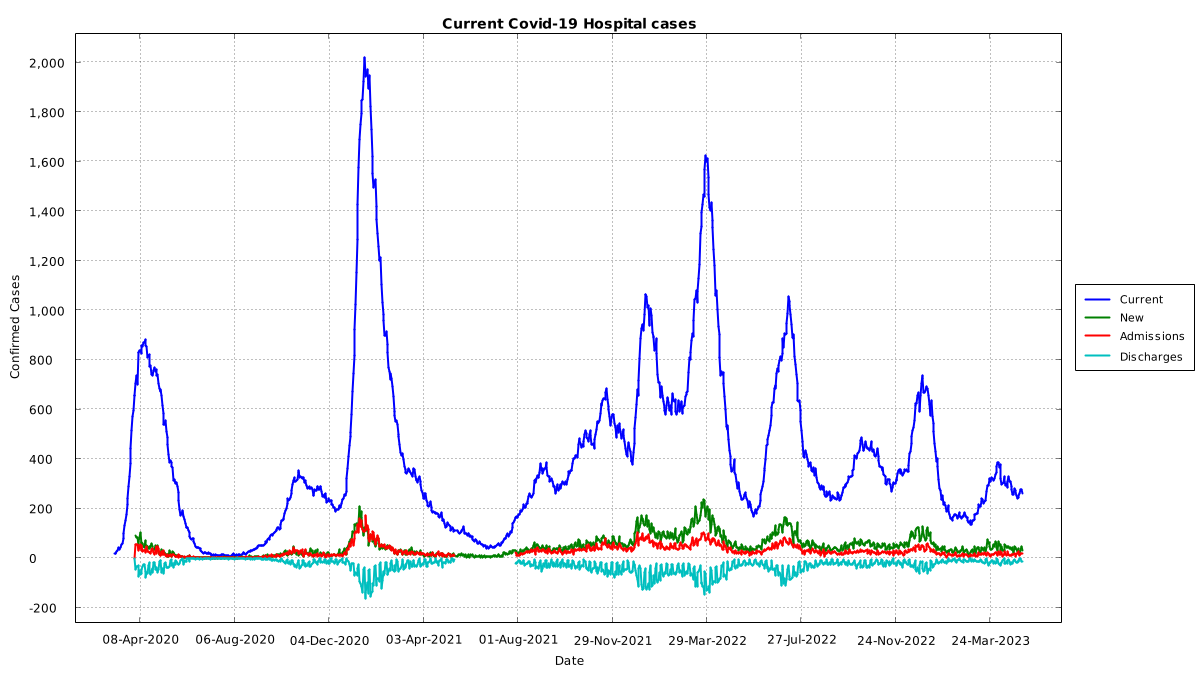 Current Covid-19 Hospital cases
2,000
1,800
1,600
1,400
1,200
1,000
800
600
400
200
0
-200
Confirmed Cases
08-Apr-2020 06-Aug-2020 04-Dec-2020 03-Apr-2021 01-Aug-2021 29-Nov-2021 29-Mar-2022 27-Jul-2022 24-Nov-2022 24-Mar-2023
Date
Current
New
Admissions
Discharges